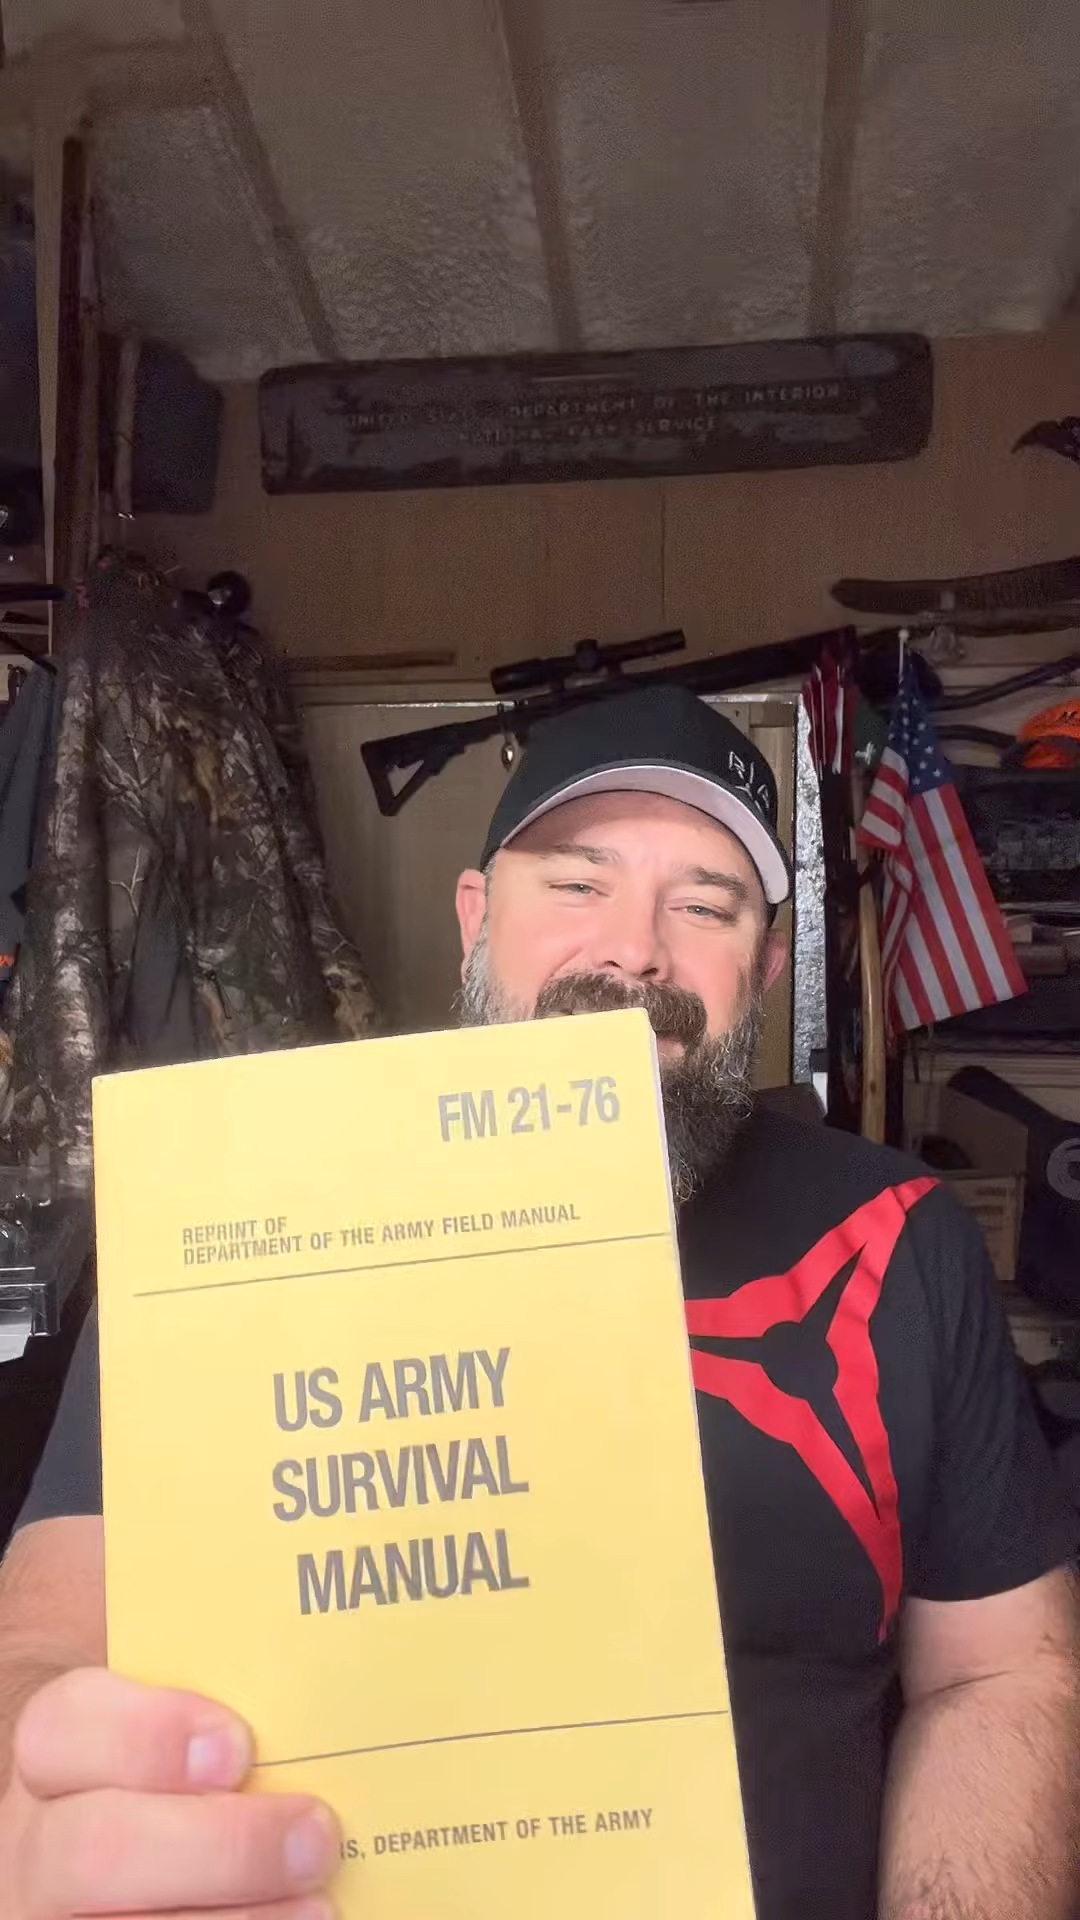 UNITED STATES DEPARTMENT OF THE INTERIOR
NATIONAL PARK SERVICE
FM 21-76
REPRINT OF
DEPARTMENT OF THE ARMY FIELD MANUAL
US ARMY
SURVIVAL
MANUAL
DEPARTMENT OF THE ARMY